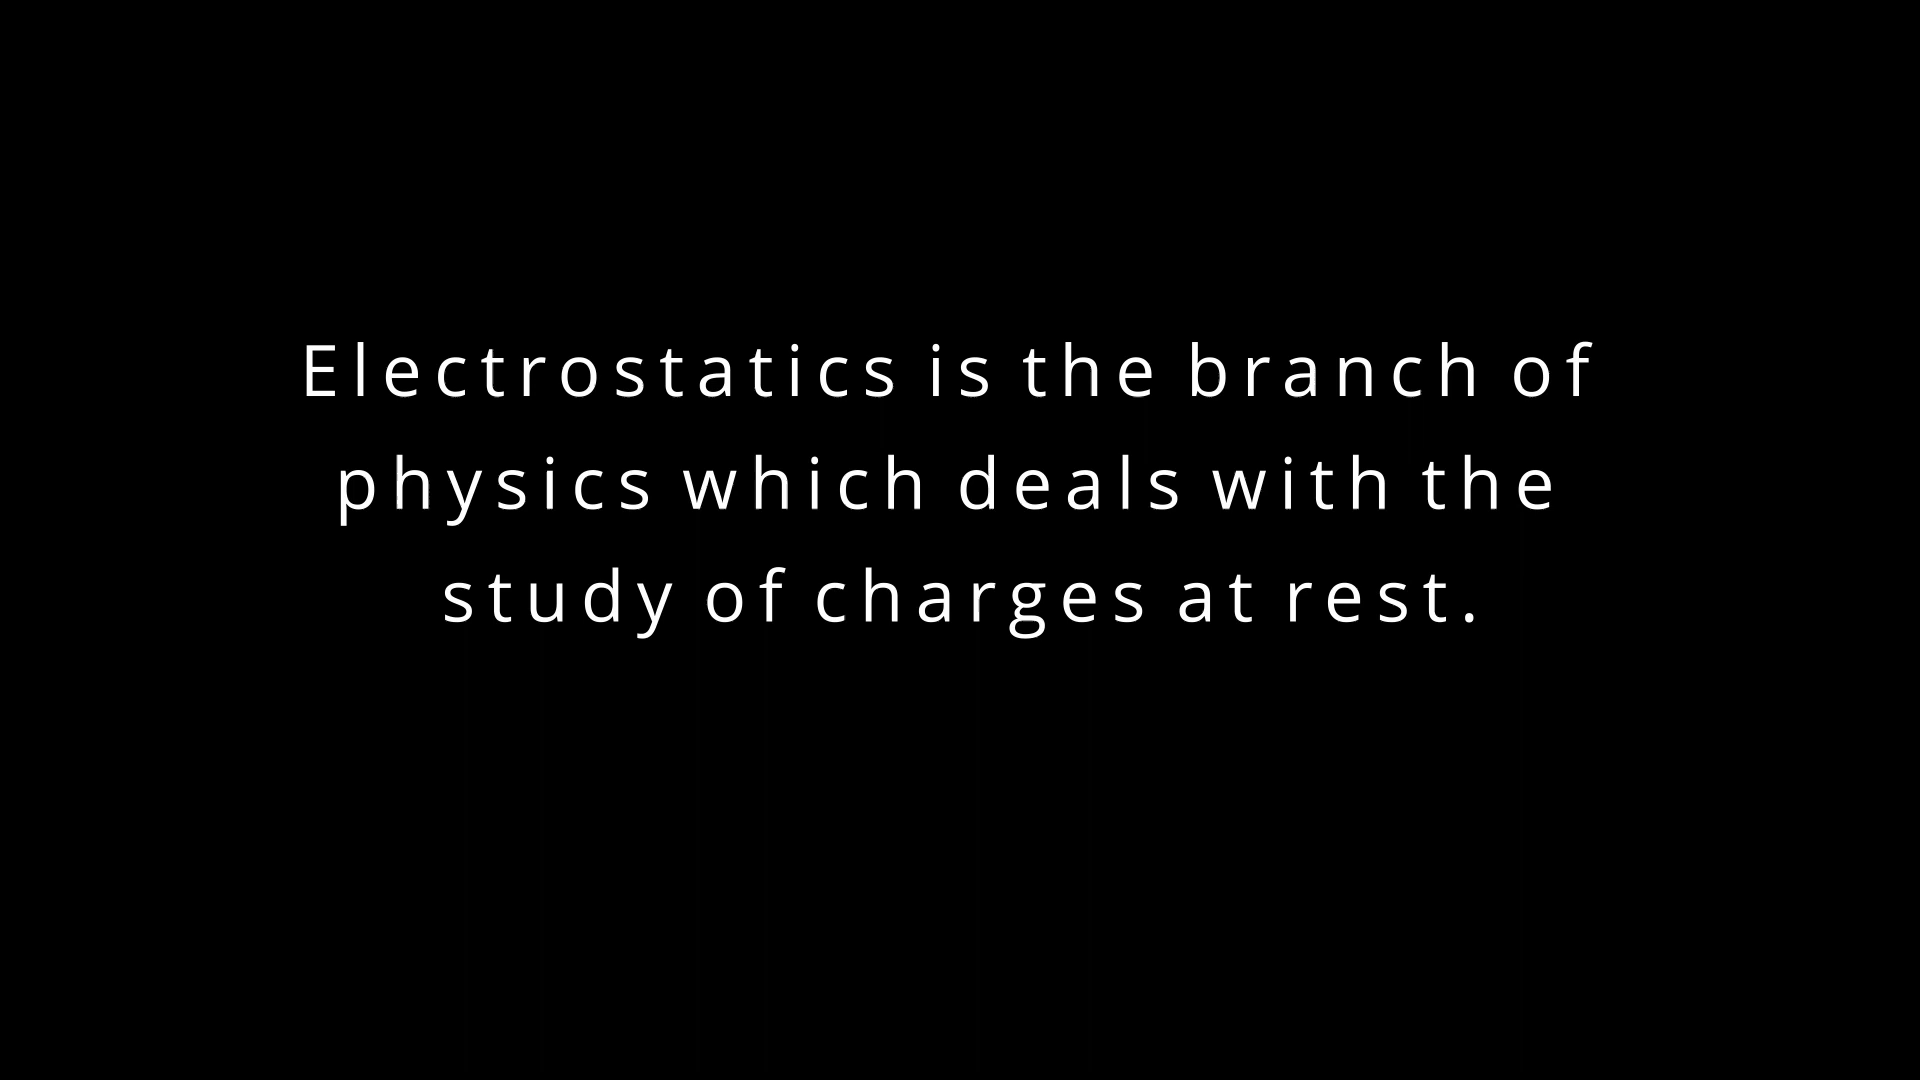 Electrostatics is the branch of
physics which deals with the
study of charges at rest.